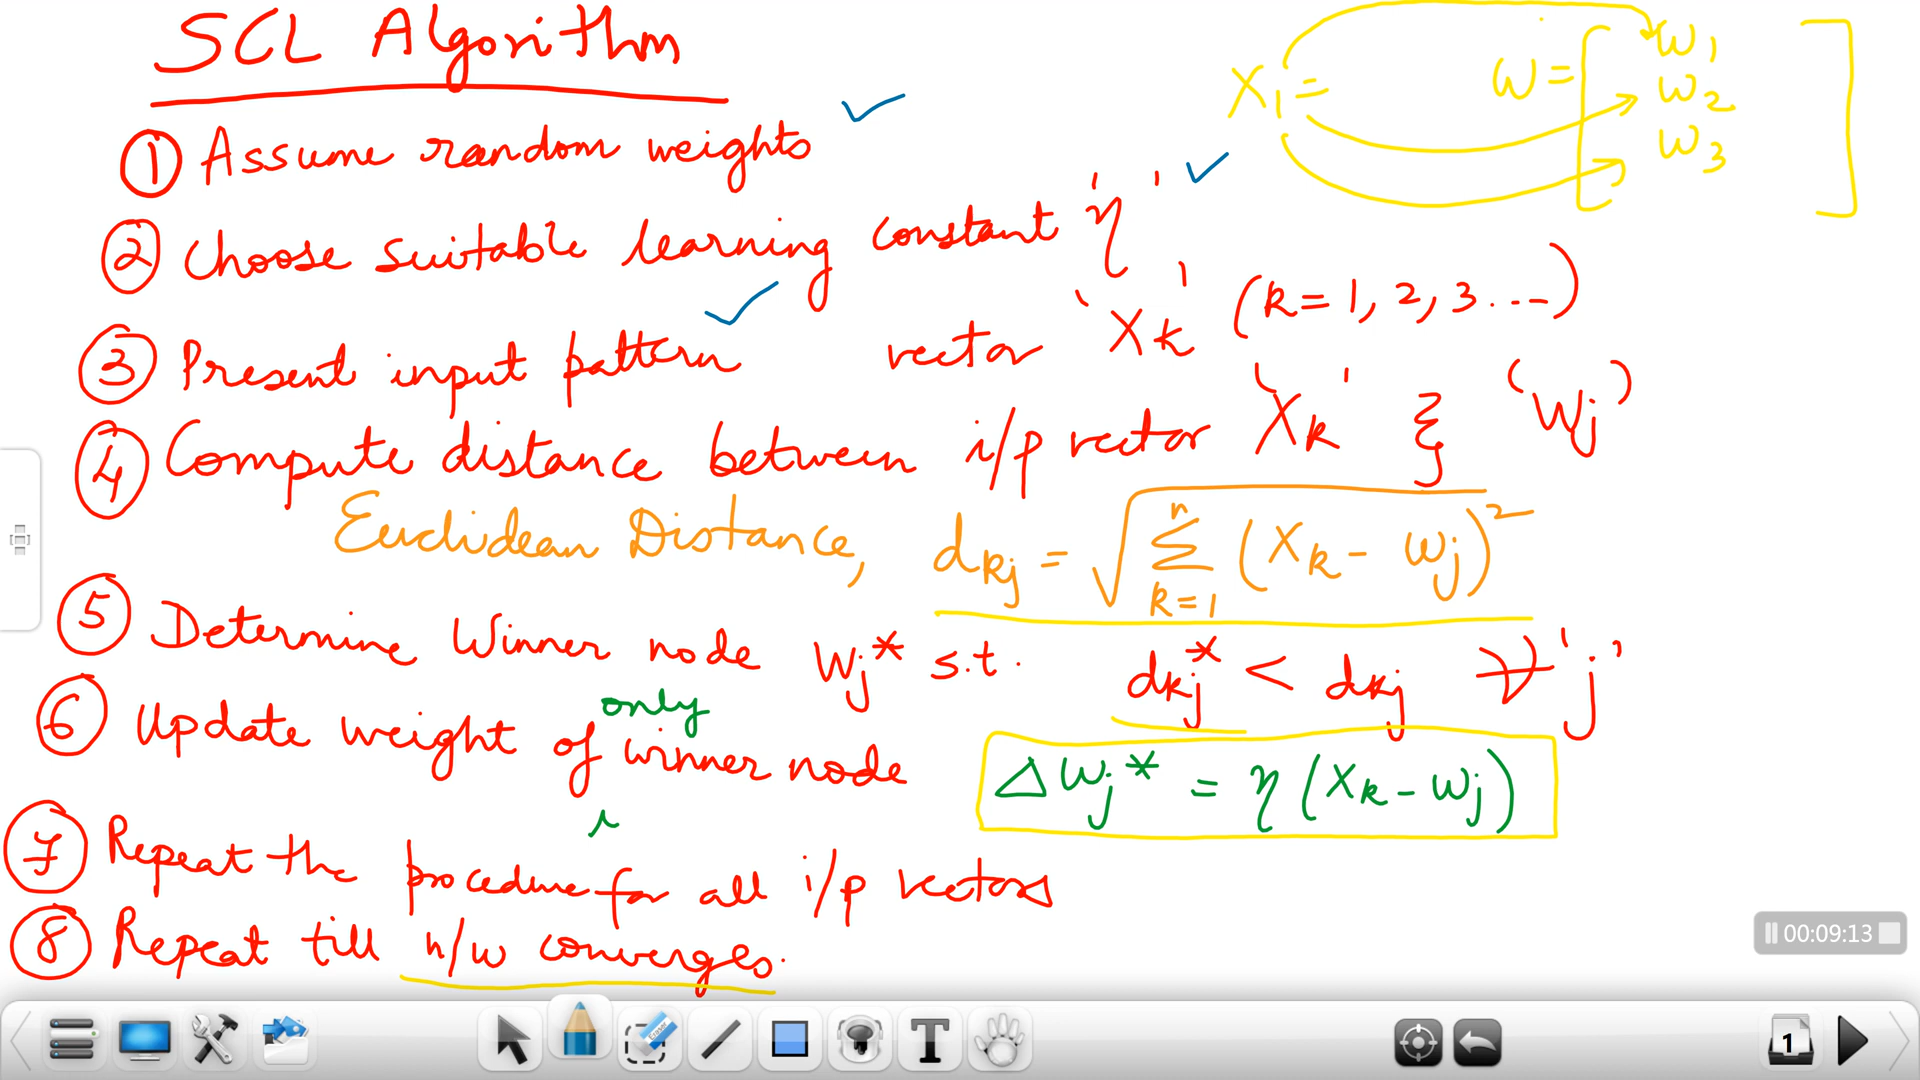 SCL Algorithm
X1 =
W = [ W1
W2
W3 ]
① Assume random weights ✓
② Choose suitable learning constant 'η' ✓
③ Present input pattern ✓ vector 'Xk' (k = 1, 2, 3 ...)
④ Compute distance between i/p vector 'Xk' & 'Wj'
Euclidean Distance, dkj = √ Σ n k=1 (Xk - Wj)²
⑤ Determine Winner node Wj* s.t. dkj* < dkj ∀ 'j'
⑥ Update weight of only winner node ΔWj* = η (Xk - Wj)
⑦ Repeat the procedure for all i/p vectors
⑧ Repeat till n/w converges.
00:09:13
Eraser
T
1